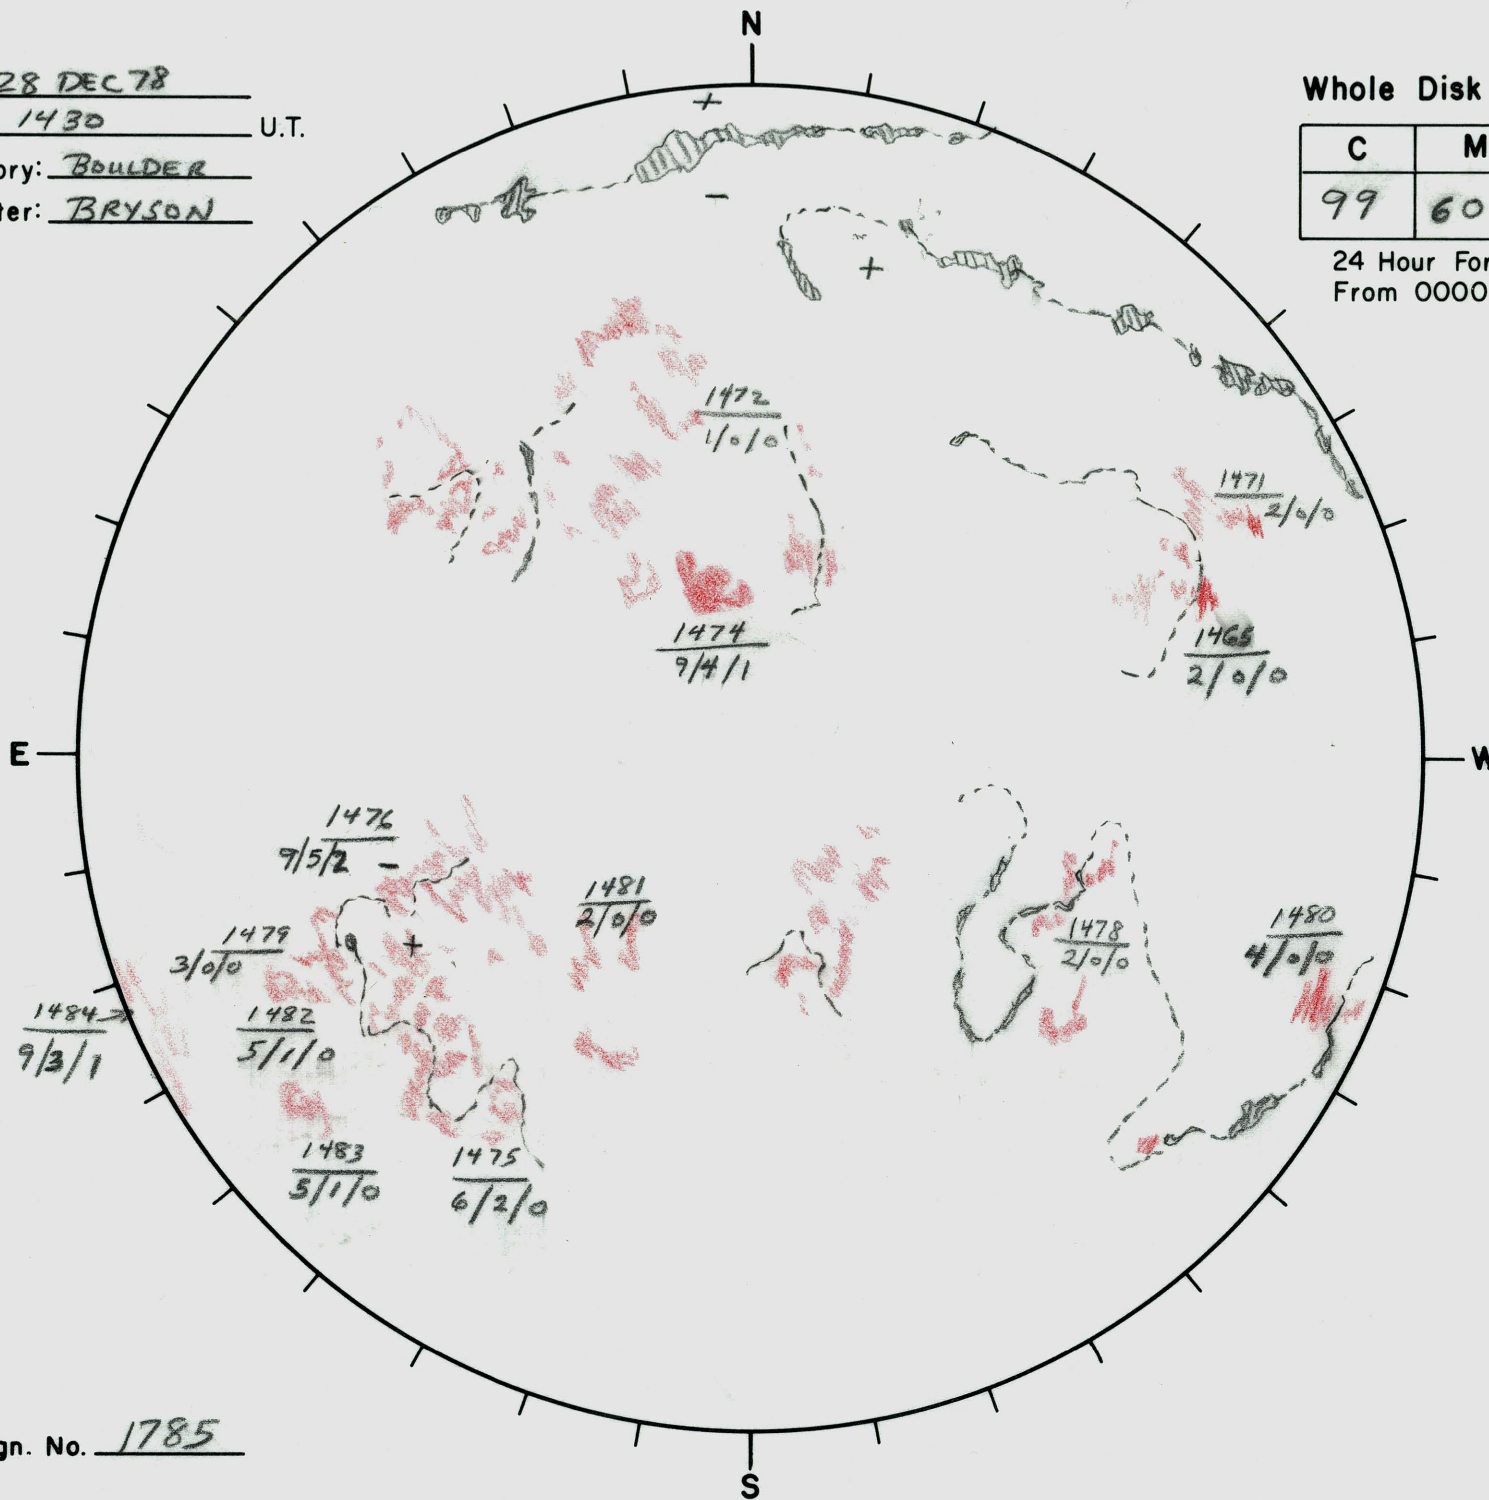 N
28 DEC 78
1430 U.T.
ory: BOULDER
ter: BRYSON
Whole Disk
C M
99 60
24 Hour For
From 0000
+
-
+
1472
1/0/0
1471
2/0/0
1474
9/4/1
1465
2/0/0
E
W
1476
9/5/2 -
1481
2/0/0
1479
3/0/0
+
1478
2/0/0
1480
4/0/0
1484
9/3/1
1482
5/1/0
1483
5/1/0
1475
6/2/0
gn. No. 1785
S